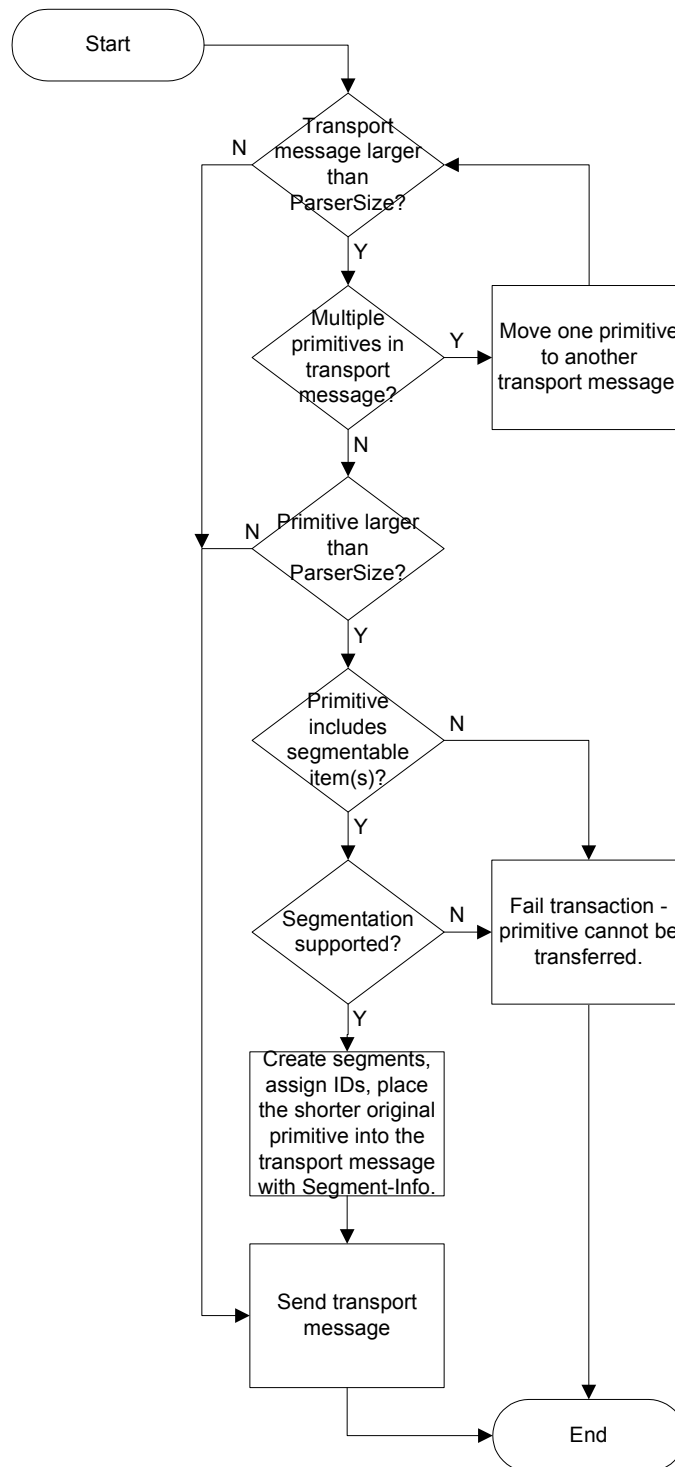 Start
Transport
message larger
than
ParserSize?
N
Y
Multiple
primitives in
transport
message?
Y
Move one primitive
to another
transport message
N
Primitive larger
than
ParserSize?
N
Y
Primitive
includes
segmentable
item(s)?
N
Y
Segmentation
supported?
N
Fail transaction -
primitive cannot be
transferred.
Y
Create segments,
assign IDs, place
the shorter original
primitive into the
transport message
with Segment-Info.
Send transport
message
End